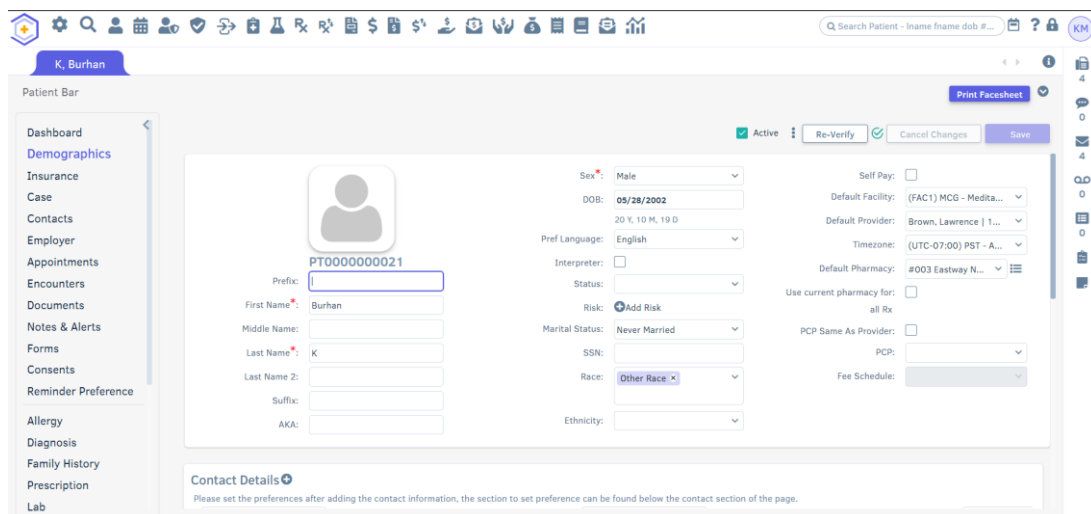 Search Patient - lname fname dob #...
KM
K, Burhan
4
Patient Bar
Print Facesheet
0
Dashboard
Active
Re-Verify
Cancel Changes
Save
4
Demographics
Insurance
Case
Contacts
Employer
Appointments
Encounters
Documents
Notes & Alerts
Forms
Consents
Reminder Preference
Allergy
Diagnosis
Family History
Prescription
Lab
PT0000000021
Prefix:
First Name*: Burhan
Middle Name:
Last Name*: K
Last Name 2:
Suffix:
AKA:
Sex*: Male
DOB: 05/28/2002
20 Y, 10 M, 19 D
Pref Language: English
Interpreter:
Status:
Risk: Add Risk
Marital Status: Never Married
SSN:
Race: Other Race ×
Ethnicity:
Self Pay:
Default Facility: (FAC1) MCG - Medita...
Default Provider: Brown, Lawrence | 1...
Timezone: (UTC-07:00) PST - A...
Default Pharmacy: #003 Eastway N...
Use current pharmacy for:
all Rx
PCP Same As Provider:
PCP:
Fee Schedule:
0
0
Contact Details
Please set the preferences after adding the contact information, the section to set preference can be found below the contact section of the page.